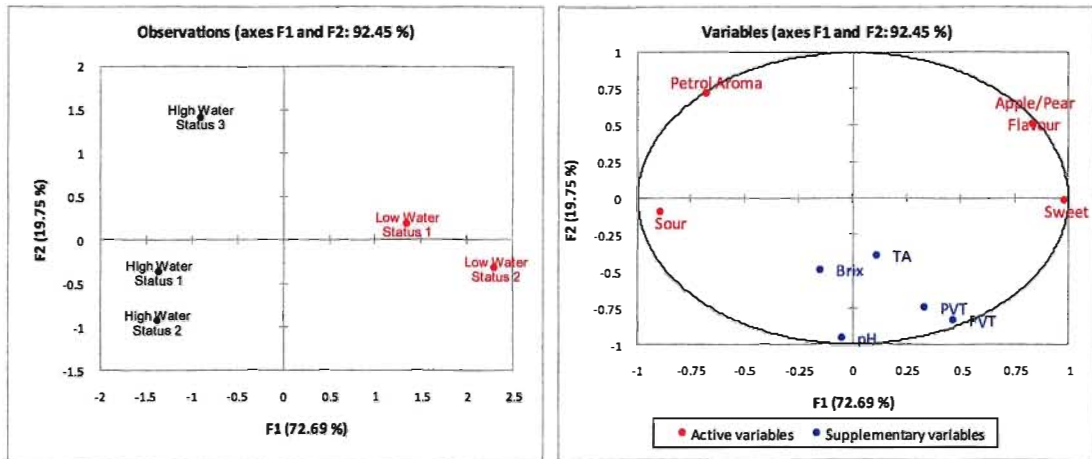 Observations (axes F1 and F2: 92.45 %)
2
1.5
1
0.5
0
-0.5
-1
-1.5
-2
-1.5
-1
-0.5
0
0.5
1
1.5
2
2.5
F2 (19.75 %)
F1 (72.69 %)
High Water
Status 3
Low Water
Status 1
High Water
Status 1
Low Water
Status 2
High Water
Status 2
Variables (axes F1 and F2: 92.45 %)
1
0.75
0.5
0.25
0
-0.25
-0.5
-0.75
-1
-1
-0.75
-0.5
-0.25
0
0.25
0.5
0.75
1
F2 (19.75 %)
F1 (72.69 %)
Petrol Aroma
Apple/Pear
Flavour
Sour
Sweet
Brix
TA
PVT
FVT
pH
Active variables
Supplementary variables